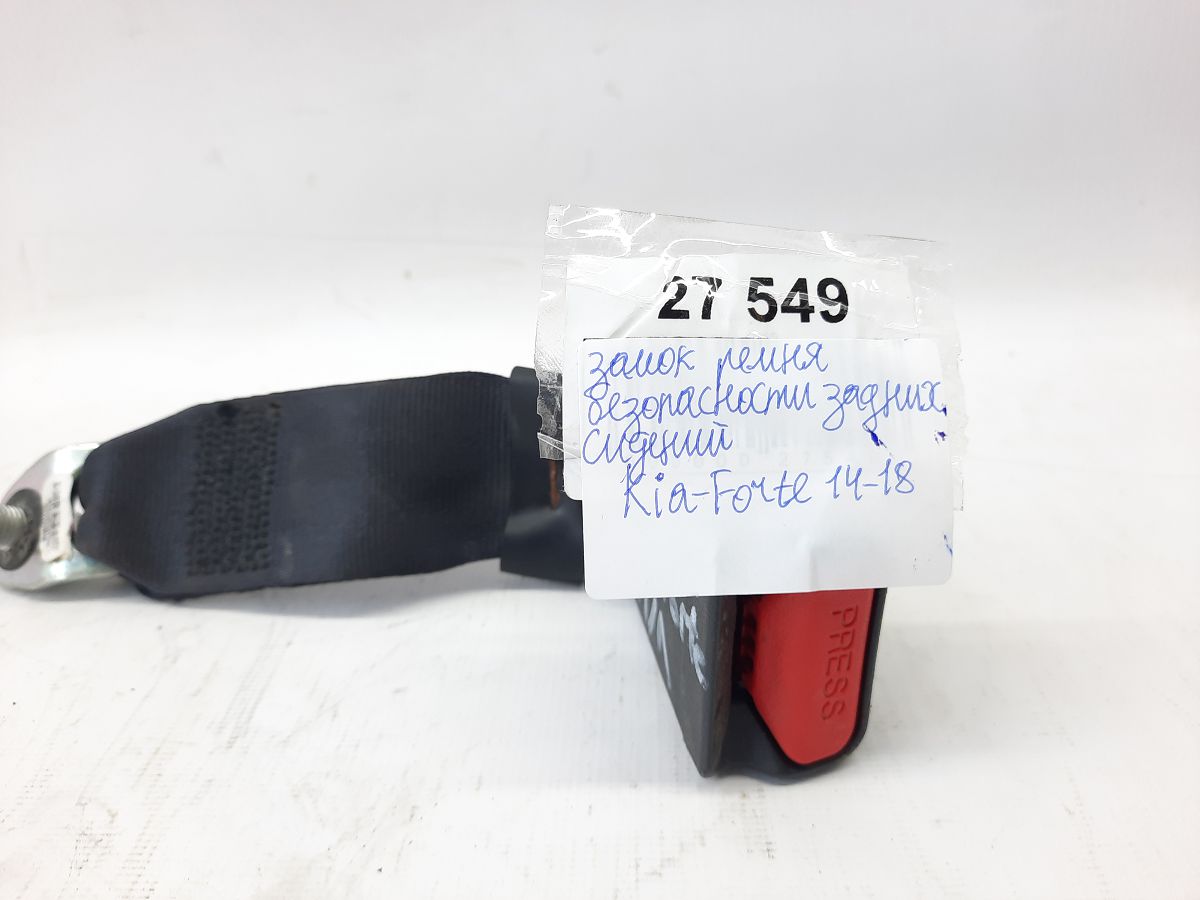 27 549
замок ремня
безопасности задних
сидений
Kia-Forte 14-18
PRESS